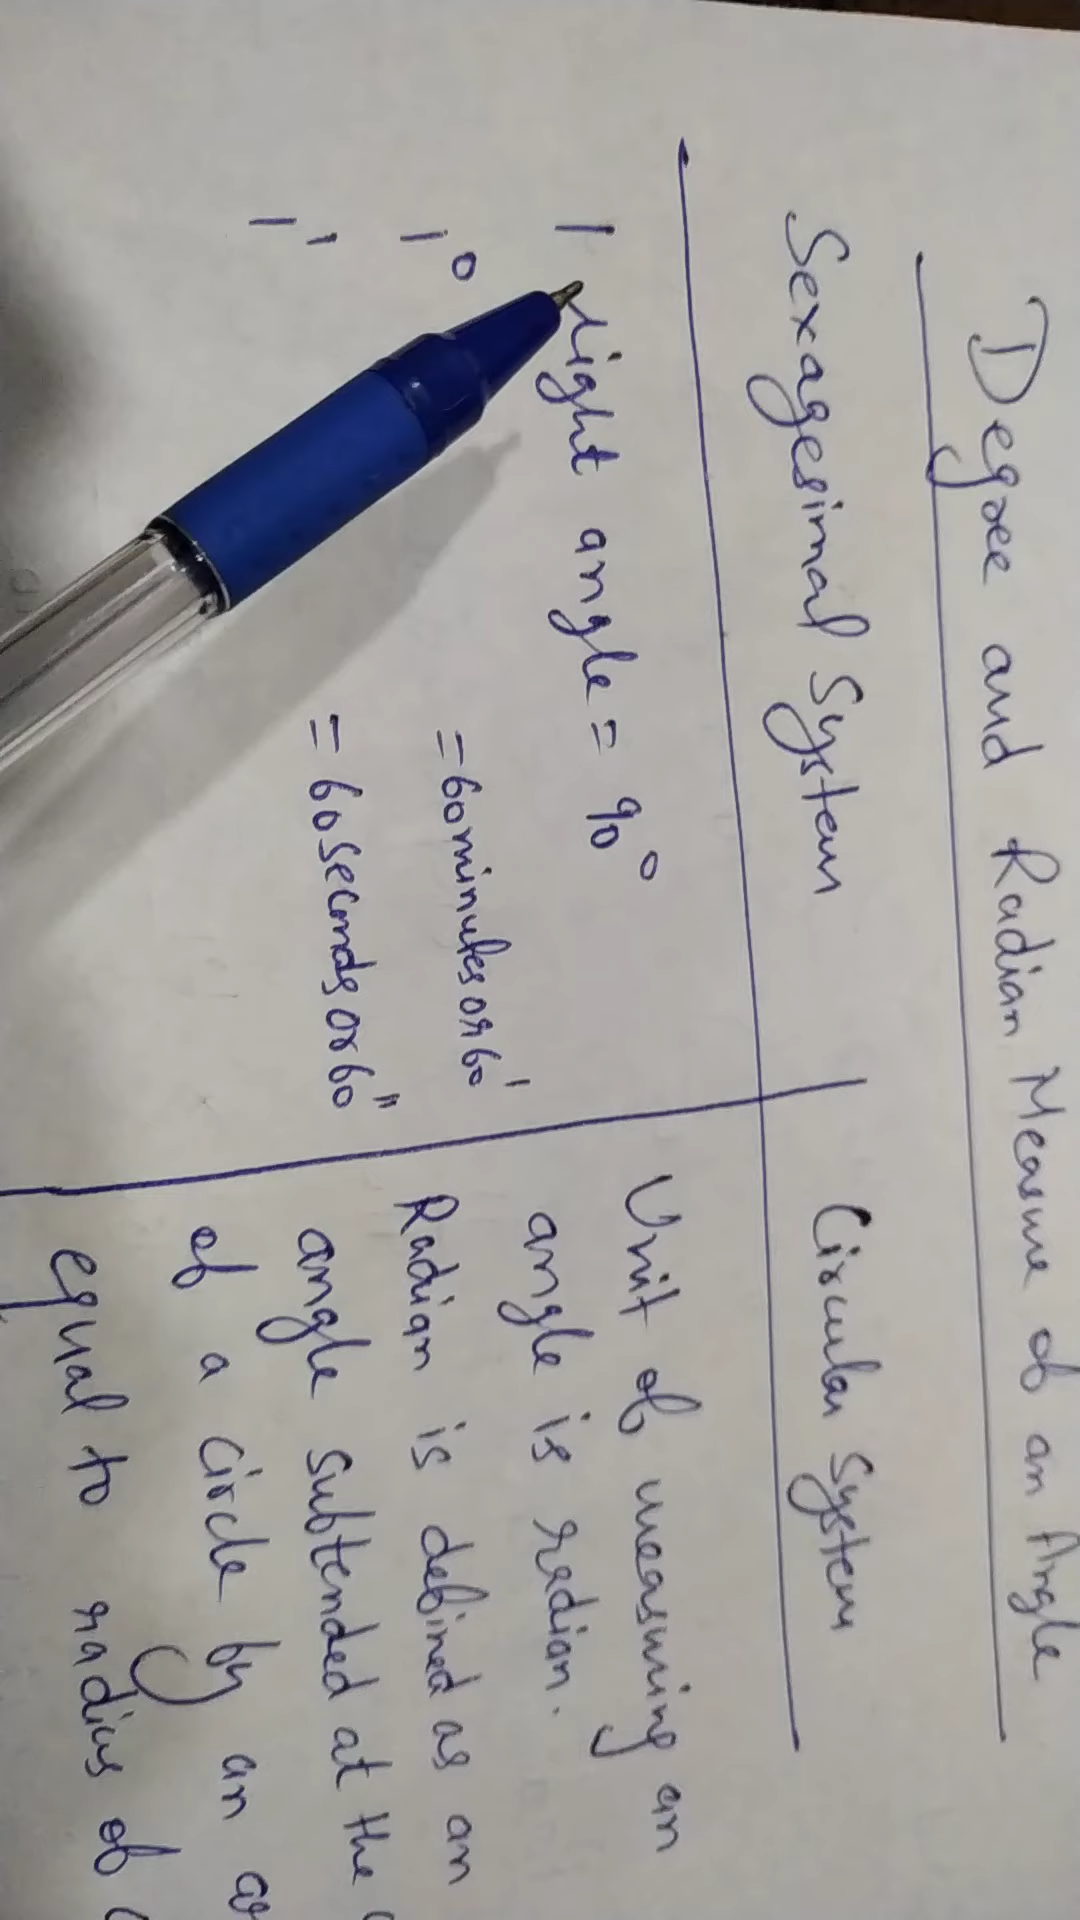 Degree and Radian Measure of an Angle
Sexagesimal System
1 right angle = 90°
1° = 60 minutes or 60'
1' = 60 seconds or 60"
Circular System
Unit of measuring an
angle is radian.
Radian is defined as an
angle subtended at the
of a circle by an
equal to radius of